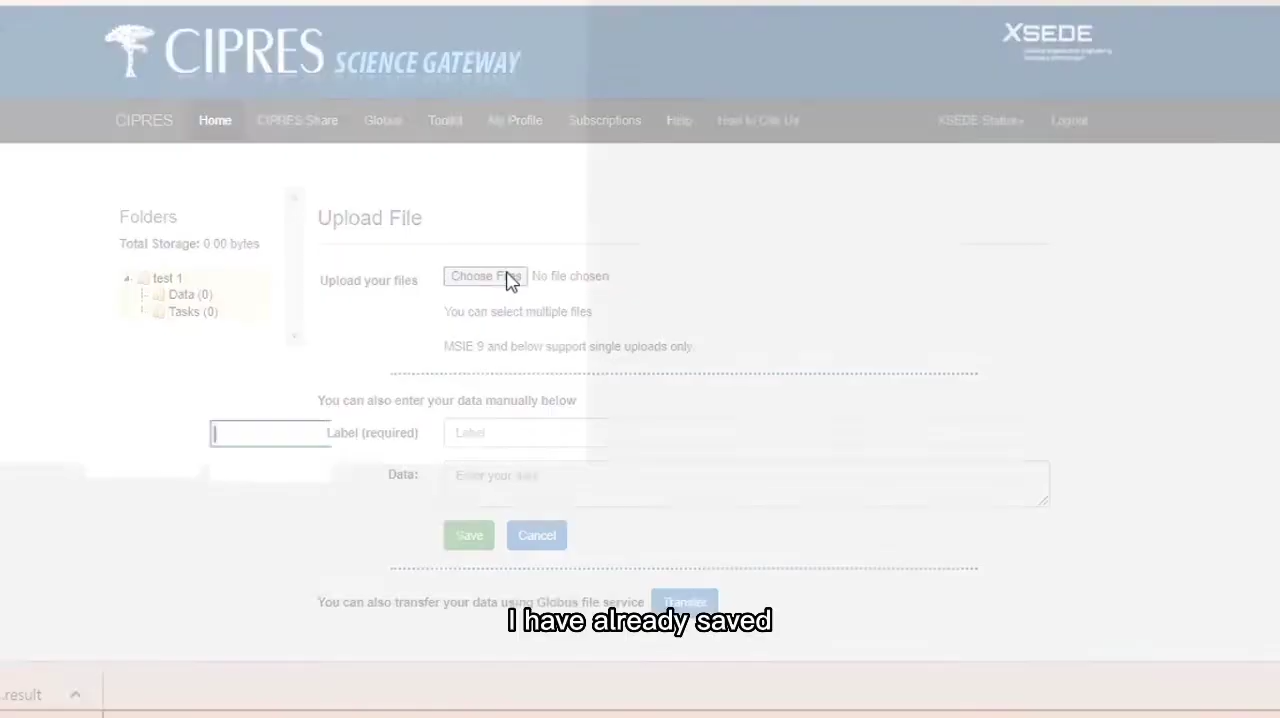 CIPRES SCIENCE GATEWAY
XSEDE
CIPRES Home CIPRES Share Globus Toolkit My Profile Subscriptions Help How to Cite Us XSEDE Status Logout
Folders
Total Storage: 0.00 bytes
test 1
Data (0)
Tasks (0)
Upload File
Upload your files Choose Files No file chosen
You can select multiple files
MSIE 9 and below support single uploads only.
You can also enter your data manually below
Label (required) Label
Data: Enter your data
Save Cancel
You can also transfer your data using Globus file service Transfer
I have already saved
.result